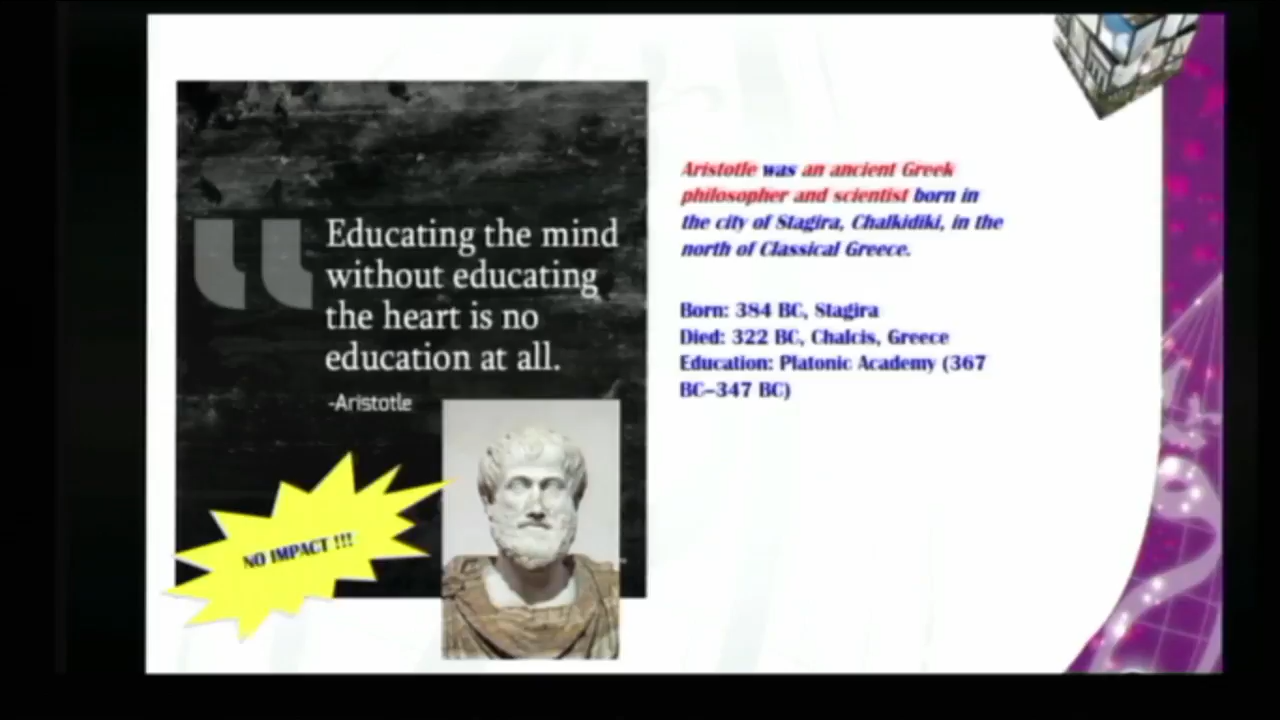 Educating the mind
without educating
the heart is no
education at all.
-Aristotle
NO IMPACT !!!
Aristotle was an ancient Greek
philosopher and scientist born in
the city of Stagira, Chalkidiki, in the
north of Classical Greece.
Born: 384 BC, Stagira
Died: 322 BC, Chalcis, Greece
Education: Platonic Academy (367
BC–347 BC)